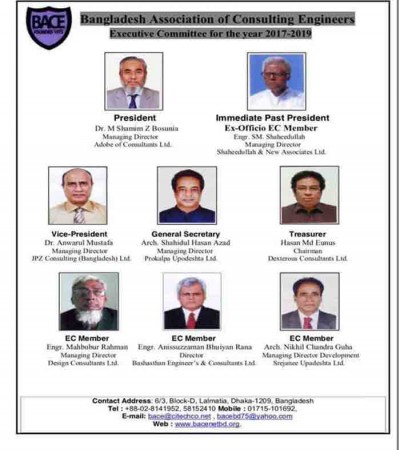 BACE
Bangladesh Association of Consulting Engineers
Executive Committee for the year 2017-2019
President
Dr. M Shamim Z Bosunia
Managing Director
Adobe of Consultants Ltd.
Immediate Past President
Ex-Officio EC Member
Engr. SM. Shaheedullah
Managing Director
Shaheedullah & New Associates Ltd.
Vice-President
Dr. Anwarul Mustafa
Managing Director
JPZ Consulting (Bangladesh) Ltd.
General Secretary
Arch. Shahidul Hasan Azad
Managing Director
Prokalpa Upodeshta Ltd.
Treasurer
Hasan Md Eunus
Chairman
Dexterous Consultants Ltd.
EC Member
Engr. Mahbubur Rahman
Managing Director
Design Consultants Ltd.
EC Member
Engr. Anissuzzaman Bhuiyan Rana
Director
Bashasthan Engineer's & Consultants Ltd.
EC Member
Arch. Nikhil Chandra Guha
Managing Director Development
Srejanee Upadeshta Ltd.
Contact Address: 6/3, Block-D, Lalmatia, Dhaka-1209, Bangladesh
Tel : +88-02-8141952, 58152410 Mobile : 01715-101692,
E-mail: bace@citechco.net , bacebd75@yahoo.com
Web : www.bacenetbd.org.